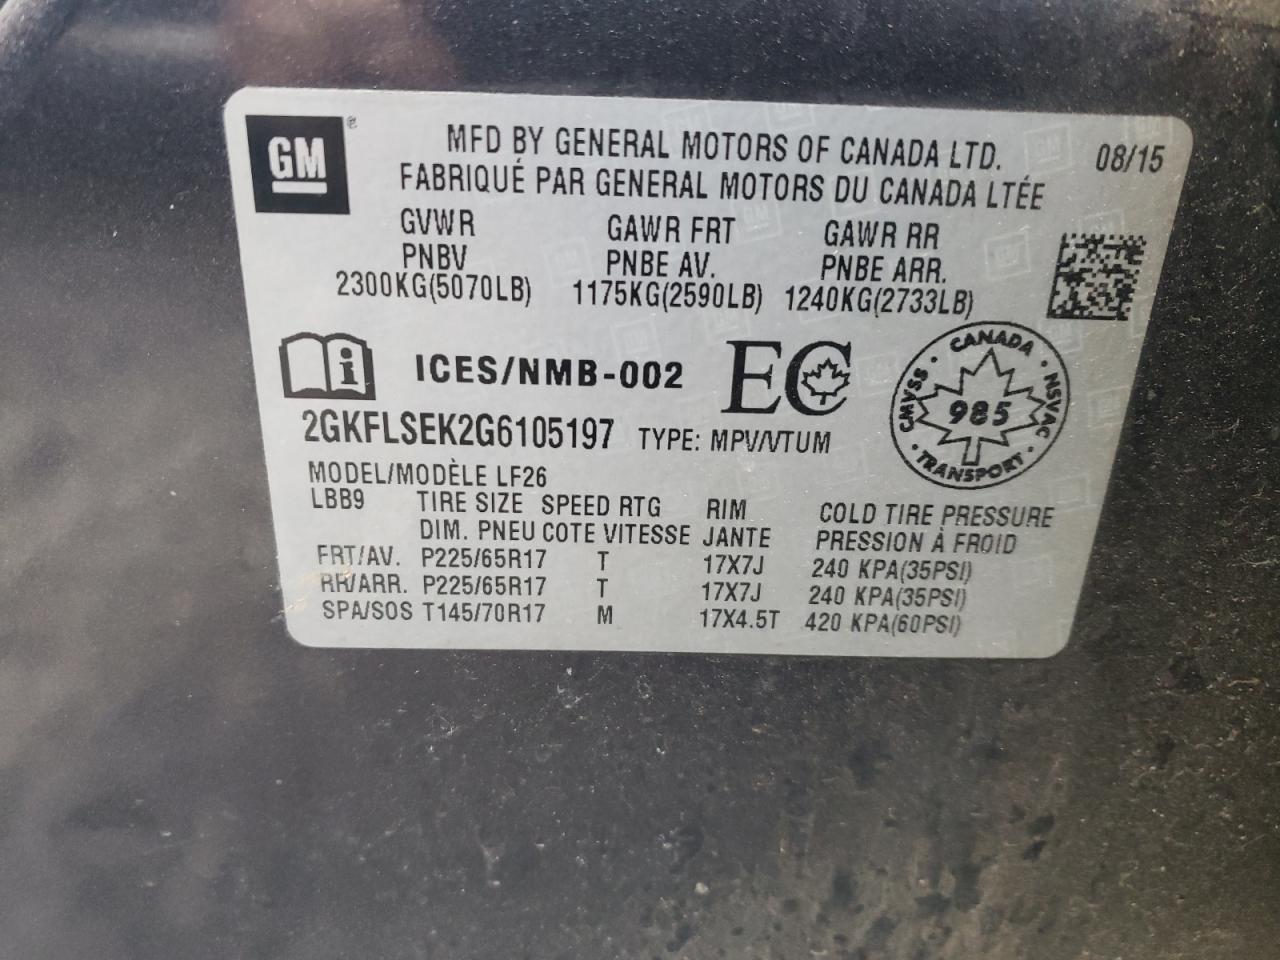 GM ®
MFD BY GENERAL MOTORS OF CANADA LTD. 08/15
FABRIQUÉ PAR GENERAL MOTORS DU CANADA LTÉE
GVWR GAWR FRT GAWR RR
PNBV PNBE AV. PNBE ARR.
2300KG(5070LB) 1175KG(2590LB) 1240KG(2733LB)
i ICES/NMB-002 EC
CANADA
CMVSS 985 NSVAC
TRANSPORT
2GKFLSEK2G6105197 TYPE: MPV/VTUM
MODEL/MODÈLE LF26
LBB9 TIRE SIZE SPEED RTG RIM COLD TIRE PRESSURE
DIM. PNEU COTE VITESSE JANTE PRESSION À FROID
FRT/AV. P225/65R17 T 17X7J 240 KPA(35PSI)
RR/ARR. P225/65R17 T 17X7J 240 KPA(35PSI)
SPA/SOS T145/70R17 M 17X4.5T 420 KPA(60PSI)